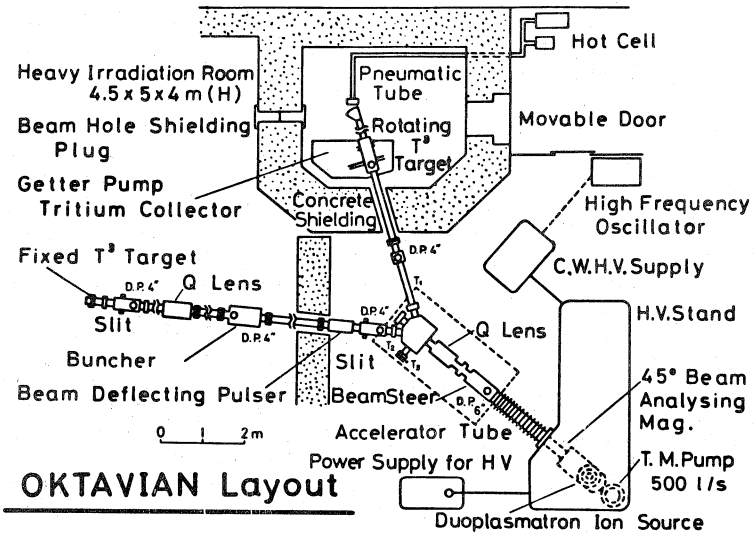 Hot Cell
Heavy Irradiation Room
4.5 x 5 x 4 m (H)
Pneumatic
Tube
Beam Hole Shielding
Plug
Rotating
T³
Target
Movable Door
Getter Pump
Tritium Collector
Concrete
Shielding
High Frequency
Oscillator
Fixed T³ Target
D.P. 4"
Q Lens
D.P. 4"
T₁
C.W.H.V. Supply
Slit
D.P. 4"
D.P. 4"
Q Lens
H.V. Stand
Buncher
Slit
T₂
T₃
Beam Deflecting Pulser
Beam Steer
D.P. 6"
45° Beam
Analysing
Mag.
0 1 2m
Accelerator Tube
Power Supply for HV
T.M. Pump
500 l/s
OKTAVIAN Layout
Duoplasmatron Ion Source